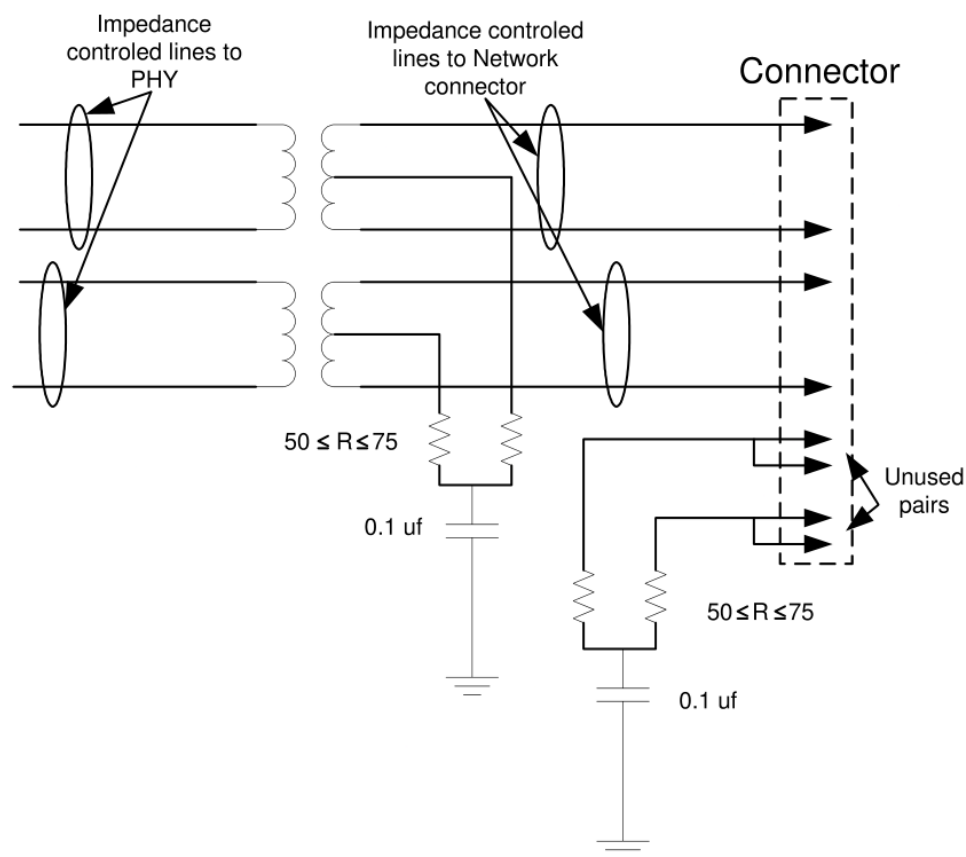 Impedance
controled lines to
PHY
Impedance controled
lines to Network
connector
Connector
50 ≤ R ≤ 75
0.1 uf
Unused
pairs
50 ≤ R ≤ 75
0.1 uf